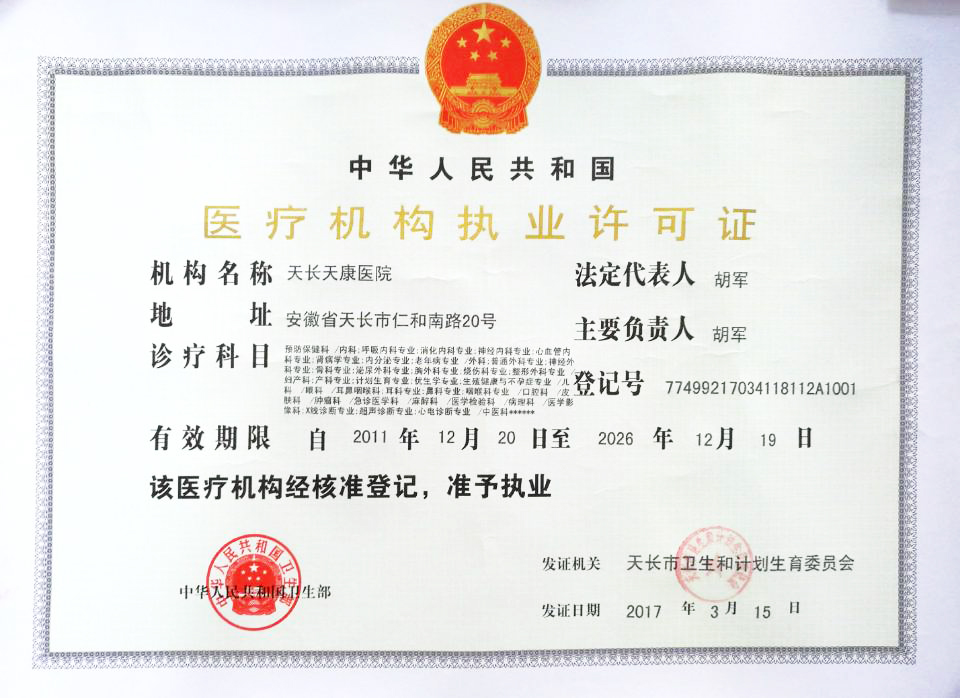 中华人民共和国
医疗机构执业许可证
机构名称 天长天康医院
法定代表人 胡军
地址 安徽省天长市仁和南路20号
主要负责人 胡军
诊疗科目 预防保健科 /内科:呼吸内科专业;消化内科专业;神经内科专业;心血管内
科专业;肾病学专业;内分泌专业;老年病专业 /外科:普通外科专业;神经外
科专业;骨科专业;泌尿外科专业;胸外科专业;烧伤科专业;整形外科专业 /
妇产科:产科专业;计划生育专业;优生学专业;生殖健康与不孕症专业 /儿
科 /眼科 /耳鼻咽喉科:耳科专业;鼻科专业;咽喉科专业 /口腔科 /皮
肤科 /肿瘤科 /急诊医学科 /麻醉科 /医学检验科 /病理科 /医学影
像科:X线诊断专业;超声诊断专业;心电诊断专业 /中医科******
登记号 77499217034118112A1001
有效期限 自 2011 年 12 月 20 日至 2026 年 12 月 19 日
该医疗机构经核准登记，准予执业
中华人民共和国卫生部
中华人民共和国卫生部
发证机关 天长市卫生和计划生育委员会
发证日期 2017 年 3 月 15 日